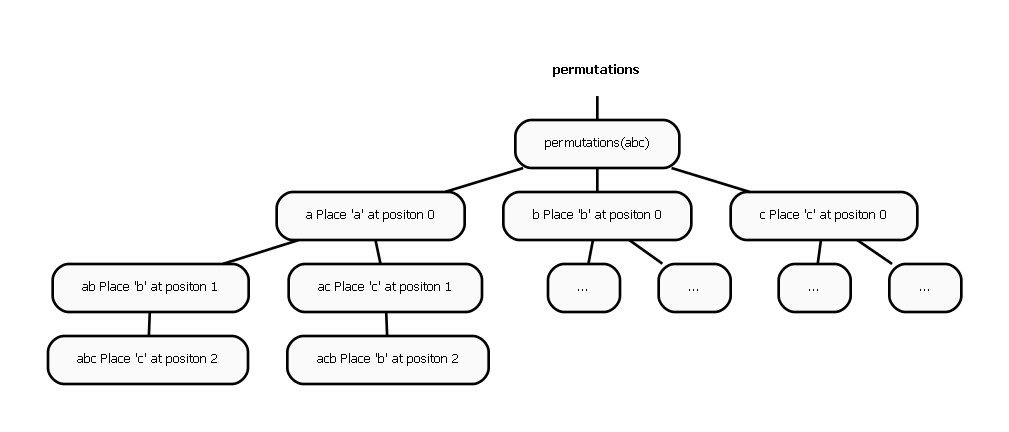 permutations
permutations(abc)
a Place 'a' at positon 0
b Place 'b' at positon 0
c Place 'c' at positon 0
ab Place 'b' at positon 1
ac Place 'c' at positon 1
...
...
...
...
abc Place 'c' at positon 2
acb Place 'b' at positon 2